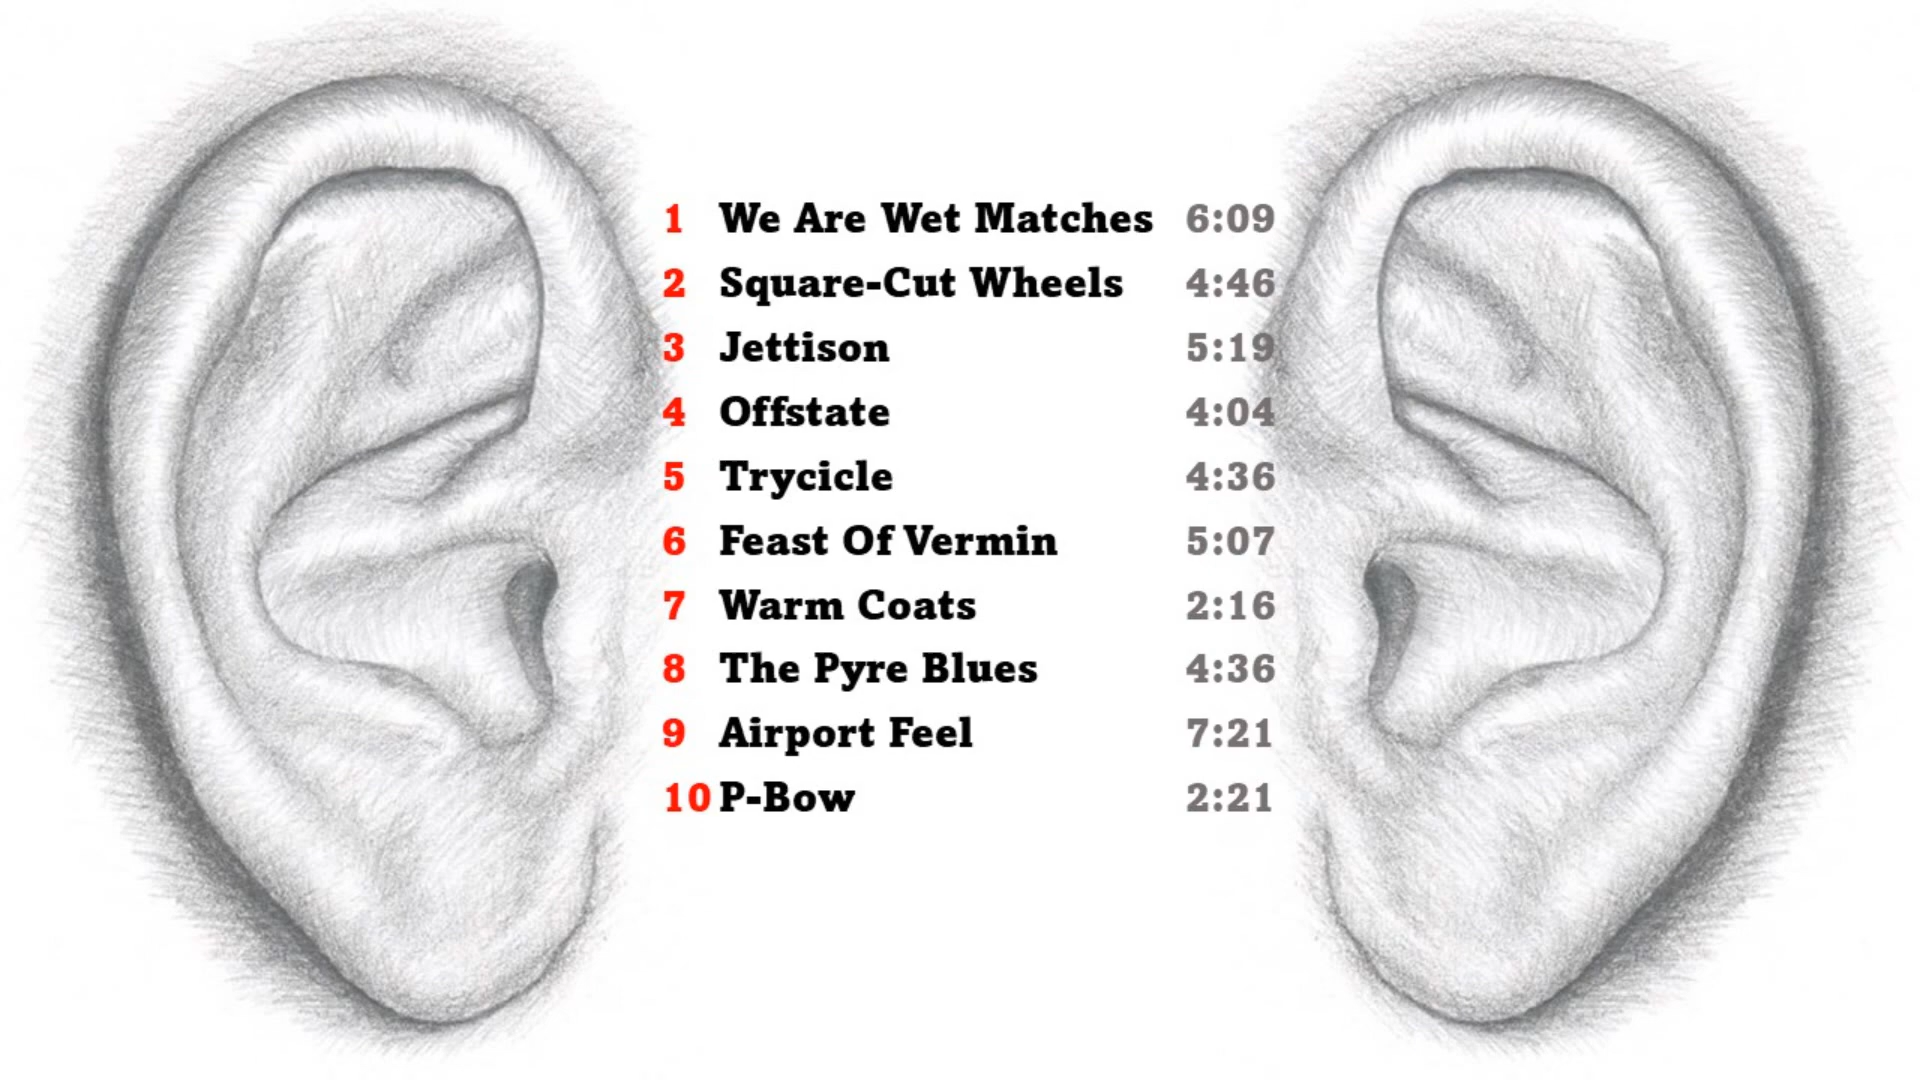 1 We Are Wet Matches 6:09
2 Square-Cut Wheels 4:46
3 Jettison 5:19
4 Offstate 4:04
5 Trycicle 4:36
6 Feast Of Vermin 5:07
7 Warm Coats 2:16
8 The Pyre Blues 4:36
9 Airport Feel 7:21
10 P-Bow 2:21